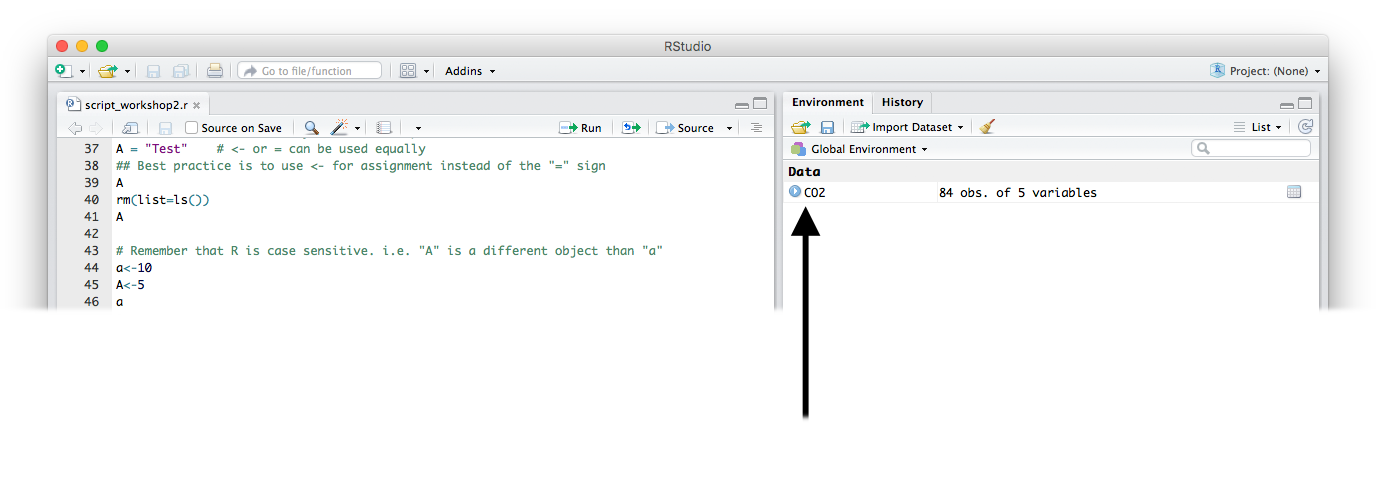 RStudio
Go to file/function
Addins
Project: (None)
script_workshop2.r
Source on Save
Run
Source
37 A = "Test" # <- or = can be used equally
38 ## Best practice is to use <- for assignment instead of the "=" sign
39 A
40 rm(list=ls())
41 A
42
43 # Remember that R is case sensitive. i.e. "A" is a different object than "a"
44 a<-10
45 A<-5
46 a
Environment History
Import Dataset
List
Global Environment
Data
CO2 84 obs. of 5 variables